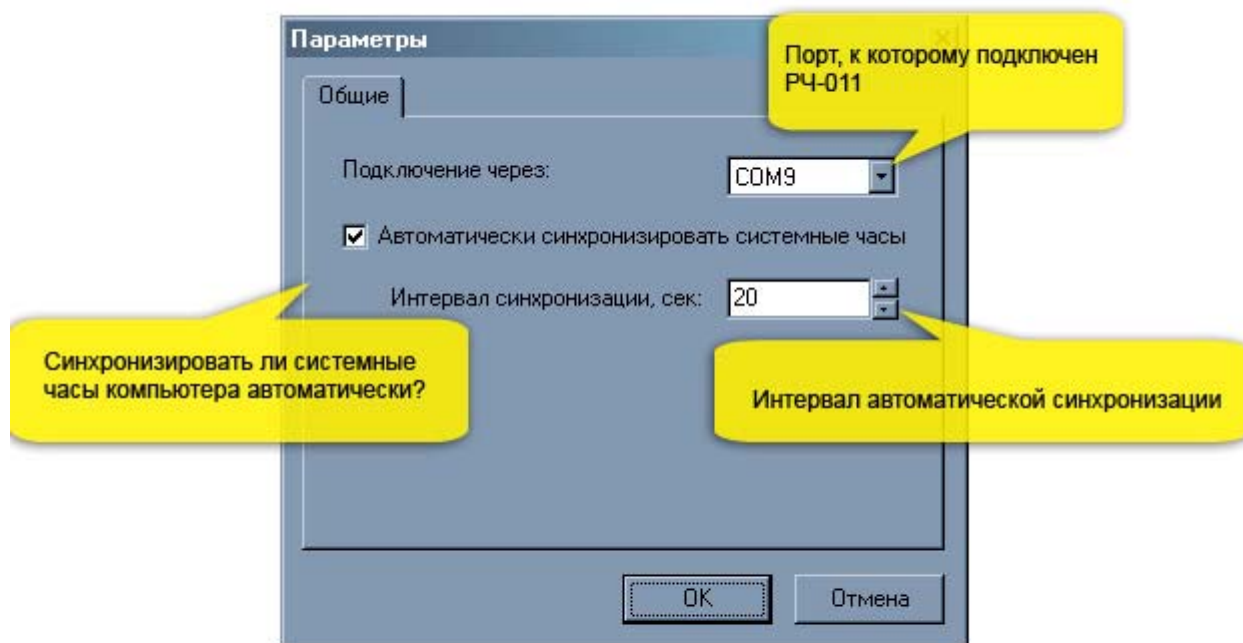 Параметры
Порт, к которому подключен
РЧ-011
Общие
Подключение через:
COM9
Автоматически синхронизировать системные часы
Интервал синхронизации, сек:
20
Синхронизировать ли системные
часы компьютера автоматически?
Интервал автоматической синхронизации
OK
Отмена